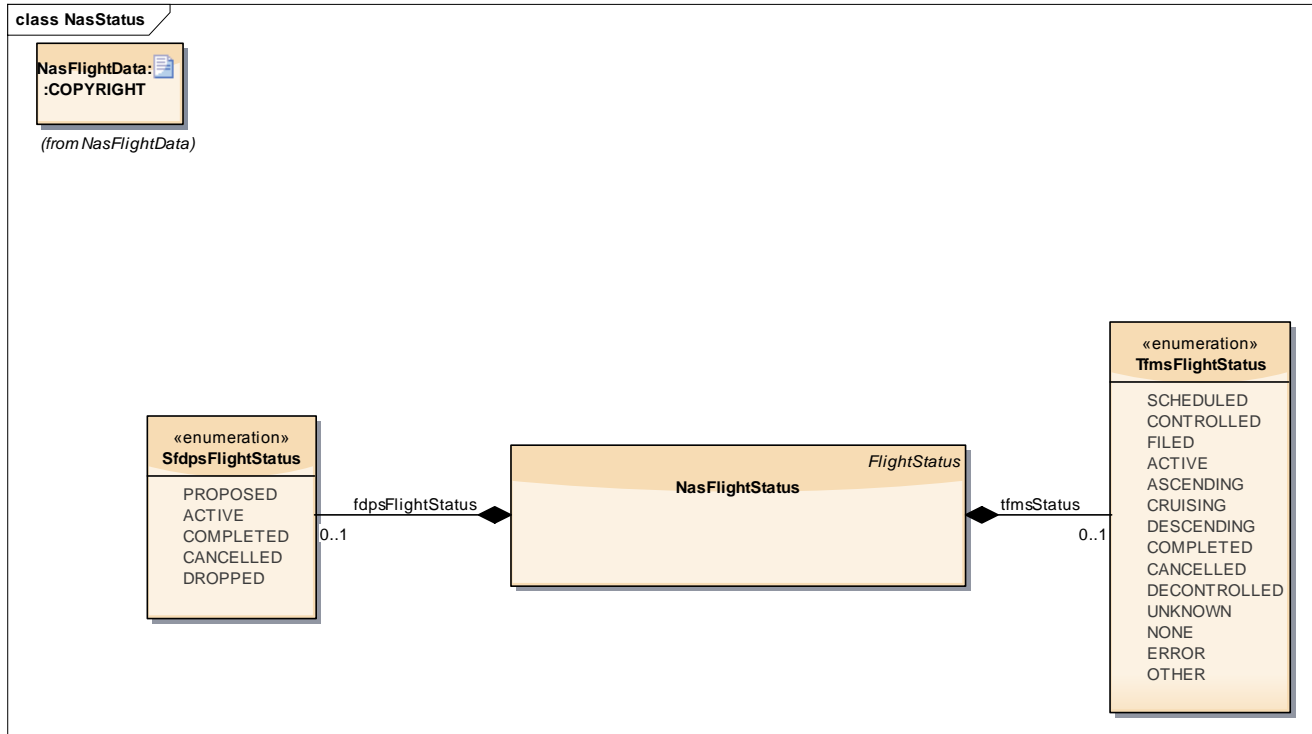 class NasStatus
NasFlightData:
:COPYRIGHT
(from NasFlightData)
«enumeration»
SfdpsFlightStatus
PROPOSED
ACTIVE
COMPLETED
CANCELLED
DROPPED
fdpsFlightStatus
0..1
FlightStatus
NasFlightStatus
tfmsStatus
0..1
«enumeration»
TfmsFlightStatus
SCHEDULED
CONTROLLED
FILED
ACTIVE
ASCENDING
CRUISING
DESCENDING
COMPLETED
CANCELLED
DECONTROLLED
UNKNOWN
NONE
ERROR
OTHER